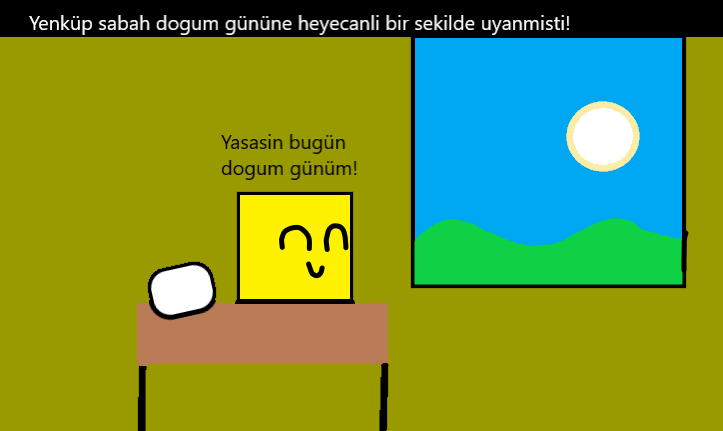 Yenküp sabah dogum gününe heyecanli bir sekilde uyanmisti!
Yasasin bugün
dogum günüm!